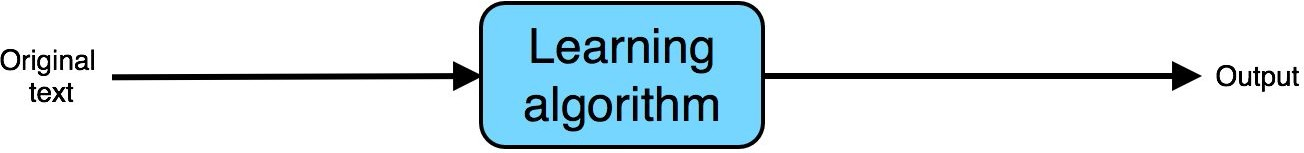 Original
text
Learning
algorithm
Output